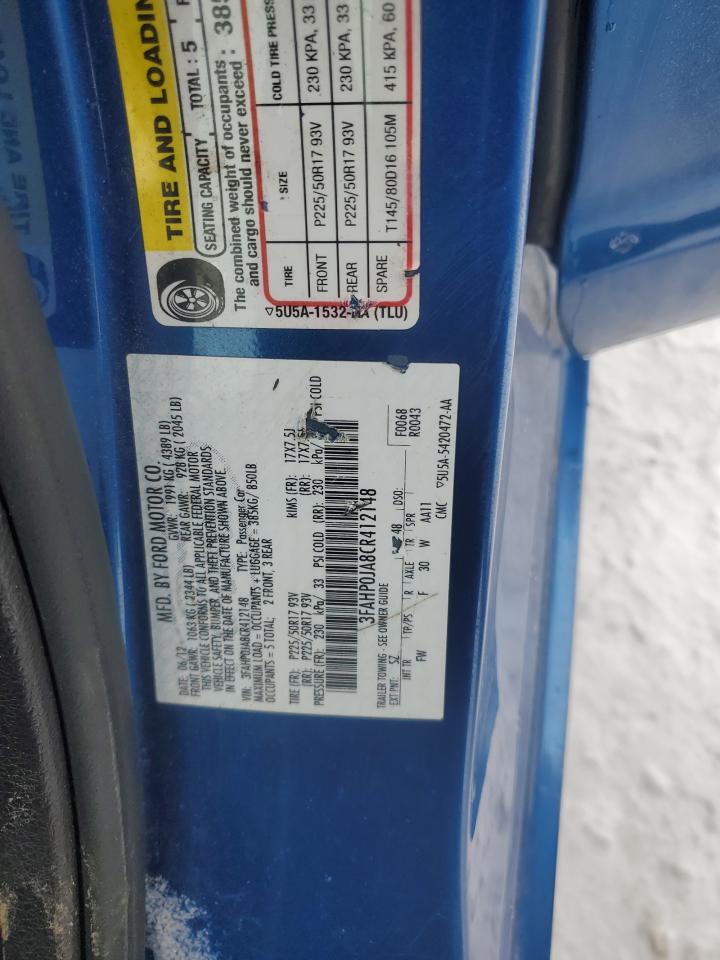 TIRE AND LOADIN
SEATING CAPACITY TOTAL : 5
The combined weight of occupants : 385
and cargo should never exceed
TIRE SIZE COLD TIRE PRESS
FRONT P225/50R17 93V 230 KPA, 33
REAR P225/50R17 93V 230 KPA, 33
SPARE T145/80D16 105M 415 KPA, 60
5U5A-1532- (TLU)
MFD. BY FORD MOTOR CO.
DATE: 06/12 GVWR: 1991 KG ( 4389 LB)
FRONT GAWR: 1063 KG ( 2344 LB) REAR GAWR: 928 KG ( 2045 LB)
THIS VEHICLE CONFORMS TO ALL APPLICABLE FEDERAL MOTOR
VEHICLE SAFETY, BUMPER, AND THEFT PREVENTION STANDARDS
IN EFFECT ON THE DATE OF MANUFACTURE SHOWN ABOVE.
VIN: 3FAHP0JA8CR412148 TYPE: Passenger Car
MAXIMUM LOAD = OCCUPANTS + LUGGAGE = 385KG/ 850LB
OCCUPANTS = 5 TOTAL; 2 FRONT, 3 REAR
TIRE (FR): P225/50R17 93V RIMS (FR): 17X7.5J
(RR): P225/50R17 93V (RR): 17X7.5J
PRESSURE (FR): 230 kPa/ 33 PSI COLD (RR): 230 kPa/ PSI COLD
3FAHP0JA8CR412148
F0068
R0043
TRAILER TOWING - SEE OWNER GUIDE
EXT PNT: SZ 48 DSO:
INT TR TP/PS R AXLE TR SPR
FW F 30 W AA11
CMC 5U5A-5420472-AA